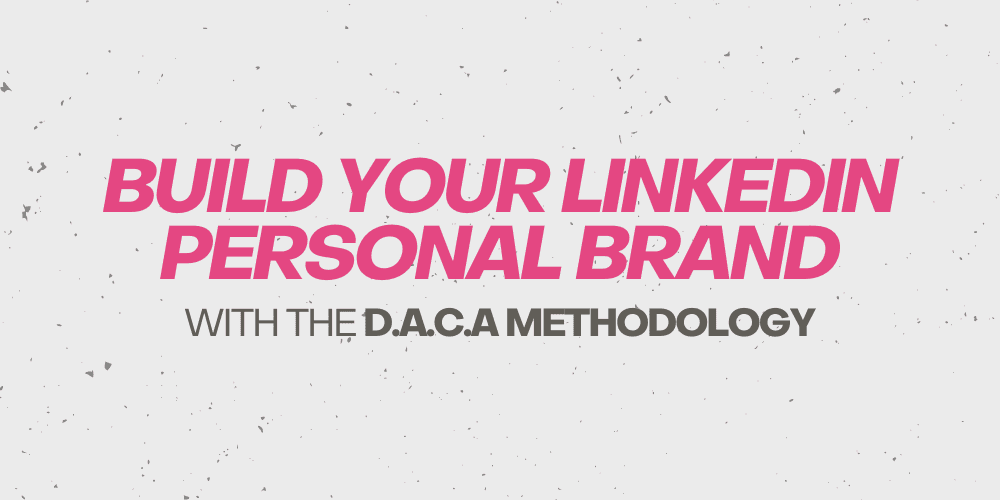 BUILD YOUR LINKEDIN
PERSONAL BRAND
WITH THE D.A.C.A METHODOLOGY